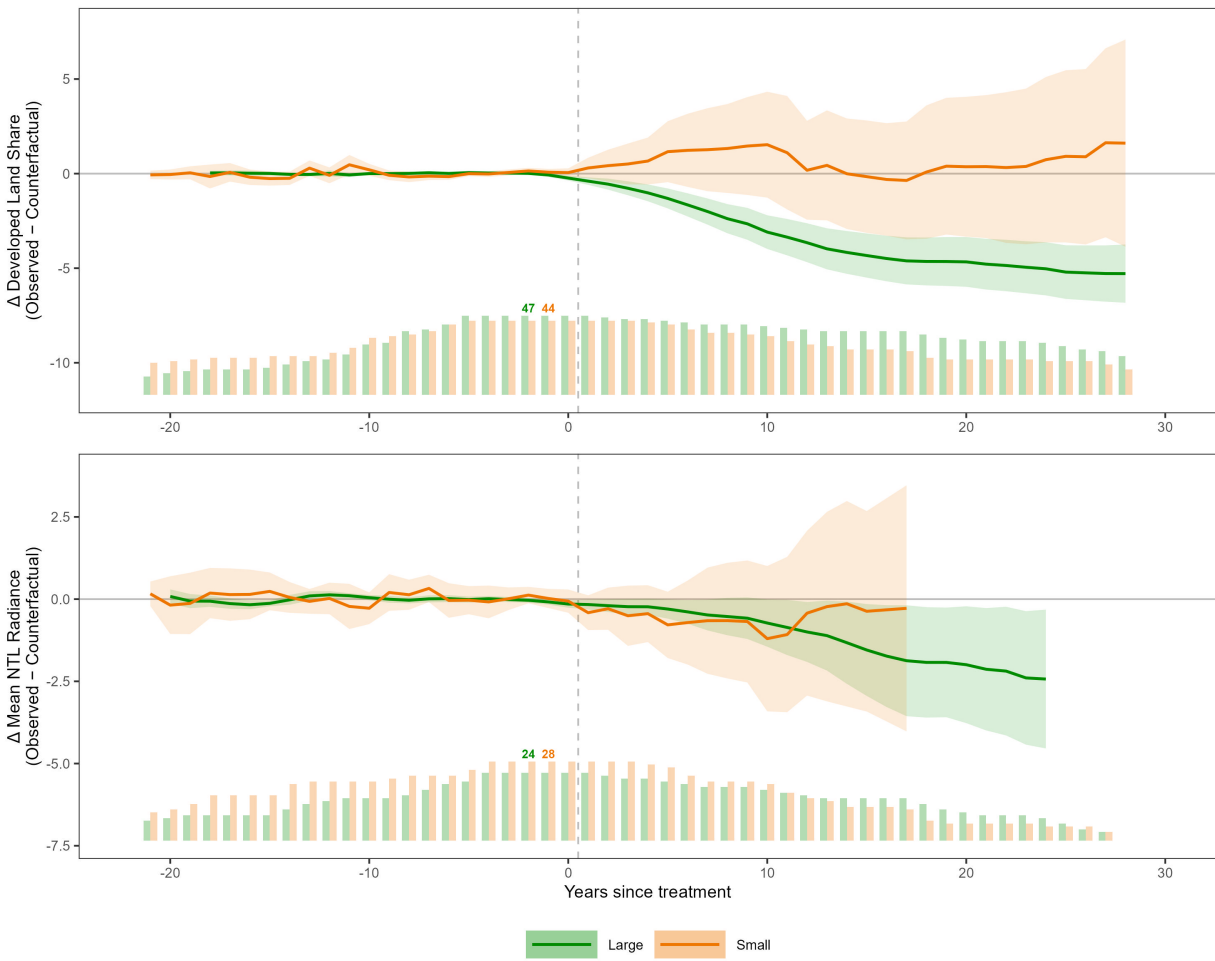 Δ Developed Land Share
(Observed − Counterfactual)
5
0
-5
-10
47 44
-20 -10 0 10 20 30
Δ Mean NTL Radiance
(Observed − Counterfactual)
2.5
0.0
-2.5
-5.0
-7.5
24 28
-20 -10 0 10 20 30
Years since treatment
Large Small